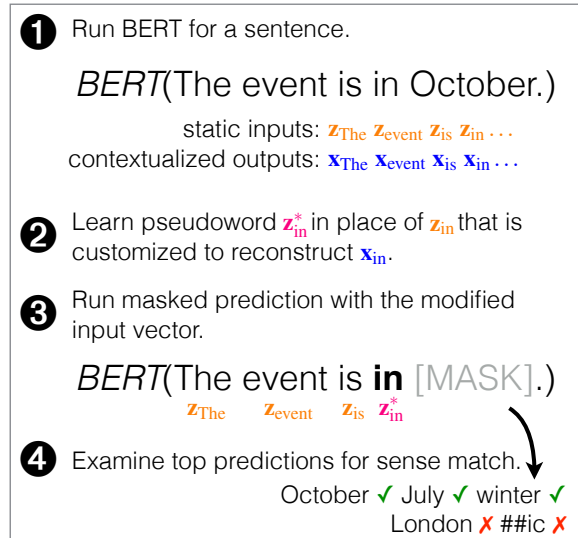 ❶ Run BERT for a sentence.
BERT(The event is in October.)
static inputs: z_The z_event z_is z_in ...
contextualized outputs: x_The x_event x_is x_in ...
❷ Learn pseudoword z*_in in place of z_in that is
customized to reconstruct x_in.
❸ Run masked prediction with the modified
input vector.
BERT(The event is in [MASK].)
z_The z_event z_is z*_in
❹ Examine top predictions for sense match.
October ✓ July ✓ winter ✓
London ✗ ##ic ✗